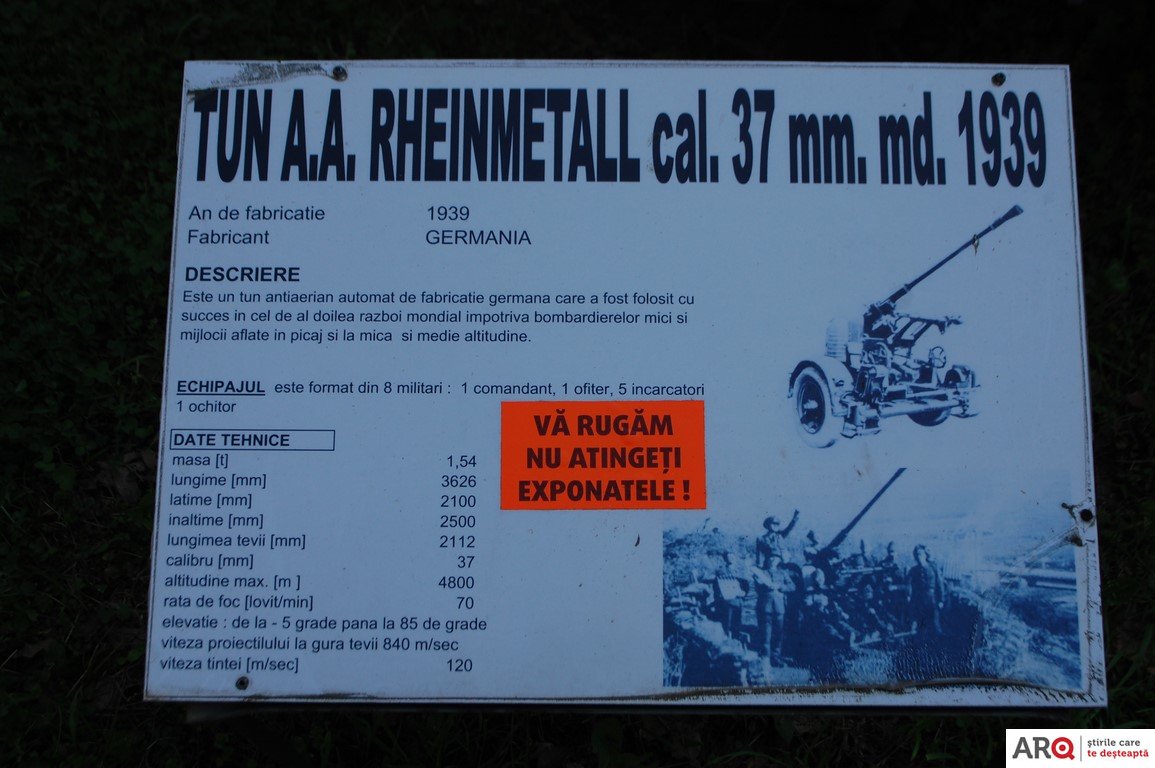 TUN A.A. RHEINMETALL cal. 37 mm. md. 1939
An de fabricatie 1939
Fabricant GERMANIA
DESCRIERE
Este un tun antiaerian automat de fabricatie germana care a fost folosit cu
succes in cel de al doilea razboi mondial impotriva bombardierelor mici si
mijlocii aflate in picaj si la mica si medie altitudine.
ECHIPAJUL este format din 8 militari : 1 comandant, 1 ofiter, 5 incarcatori
1 ochitor
VĂ RUGĂM
NU ATINGEȚI
EXPONATELE !
DATE TEHNICE
masa [t] 1,54
lungime [mm] 3626
latime [mm] 2100
inaltime [mm] 2500
lungimea tevii [mm] 2112
calibru [mm] 37
altitudine max. [m ] 4800
rata de foc [lovit/min] 70
elevatie : de la - 5 grade pana la 85 de grade
viteza proiectilului la gura tevii 840 m/sec
viteza tintei [m/sec] 120
ARQ știrile care
te deșteaptă